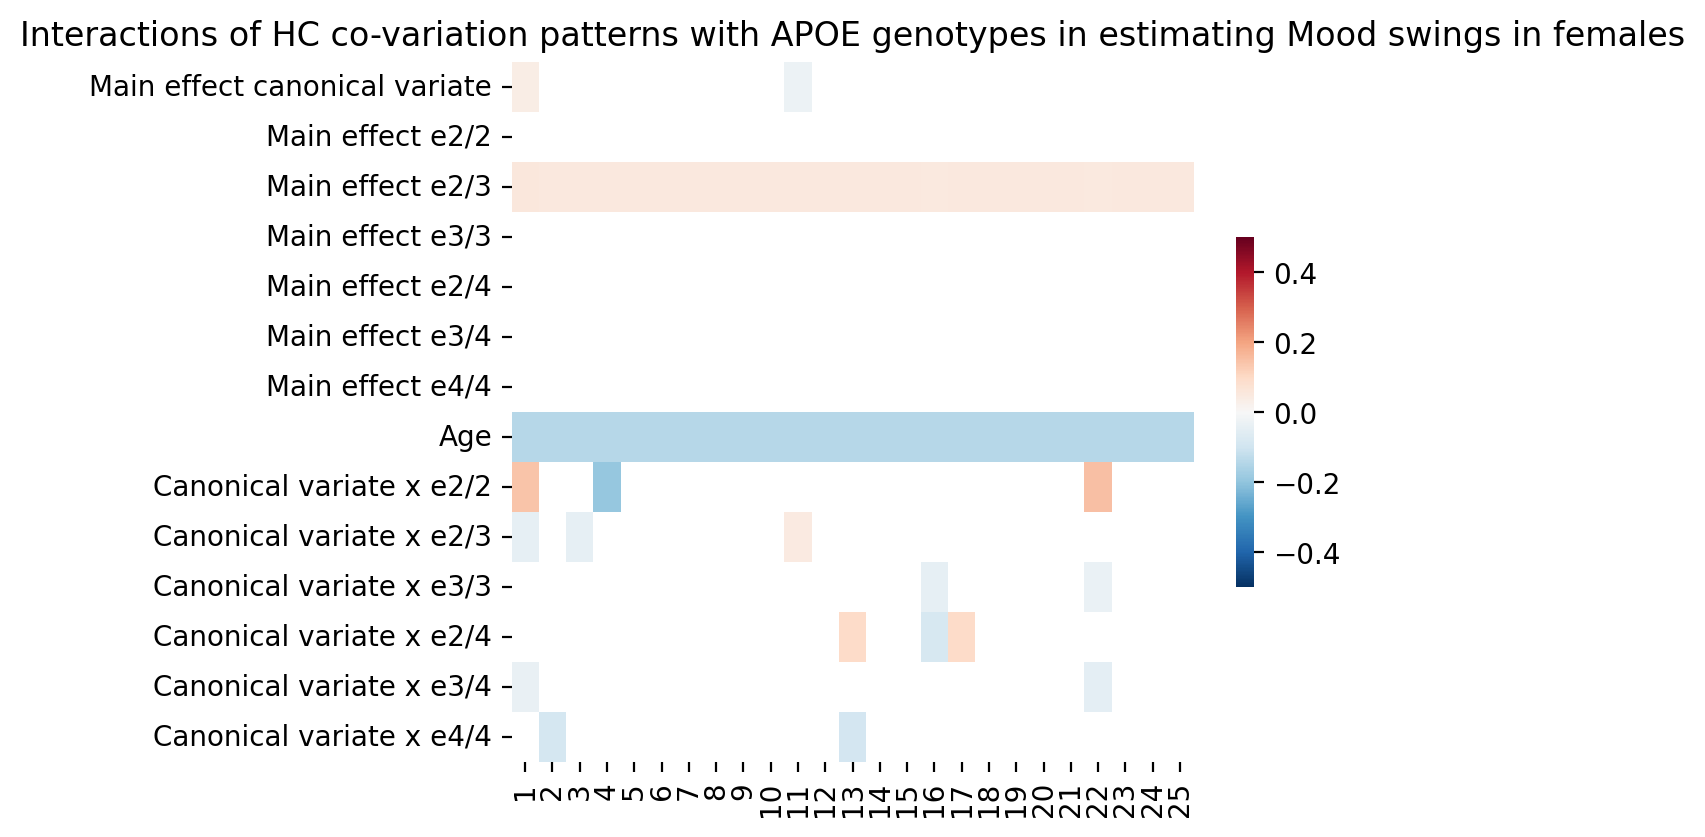 Interactions of HC co-variation patterns with APOE genotypes in estimating Mood swings in females
Main effect canonical variate
Main effect e2/2
Main effect e2/3
Main effect e3/3
Main effect e2/4
Main effect e3/4
Main effect e4/4
Age
Canonical variate x e2/2
Canonical variate x e2/3
Canonical variate x e3/3
Canonical variate x e2/4
Canonical variate x e3/4
Canonical variate x e4/4
1 2 3 4 5 6 7 8 9 10 11 12 13 14 15 16 17 18 19 20 21 22 23 24 25
0.4
0.2
0.0
−0.2
−0.4